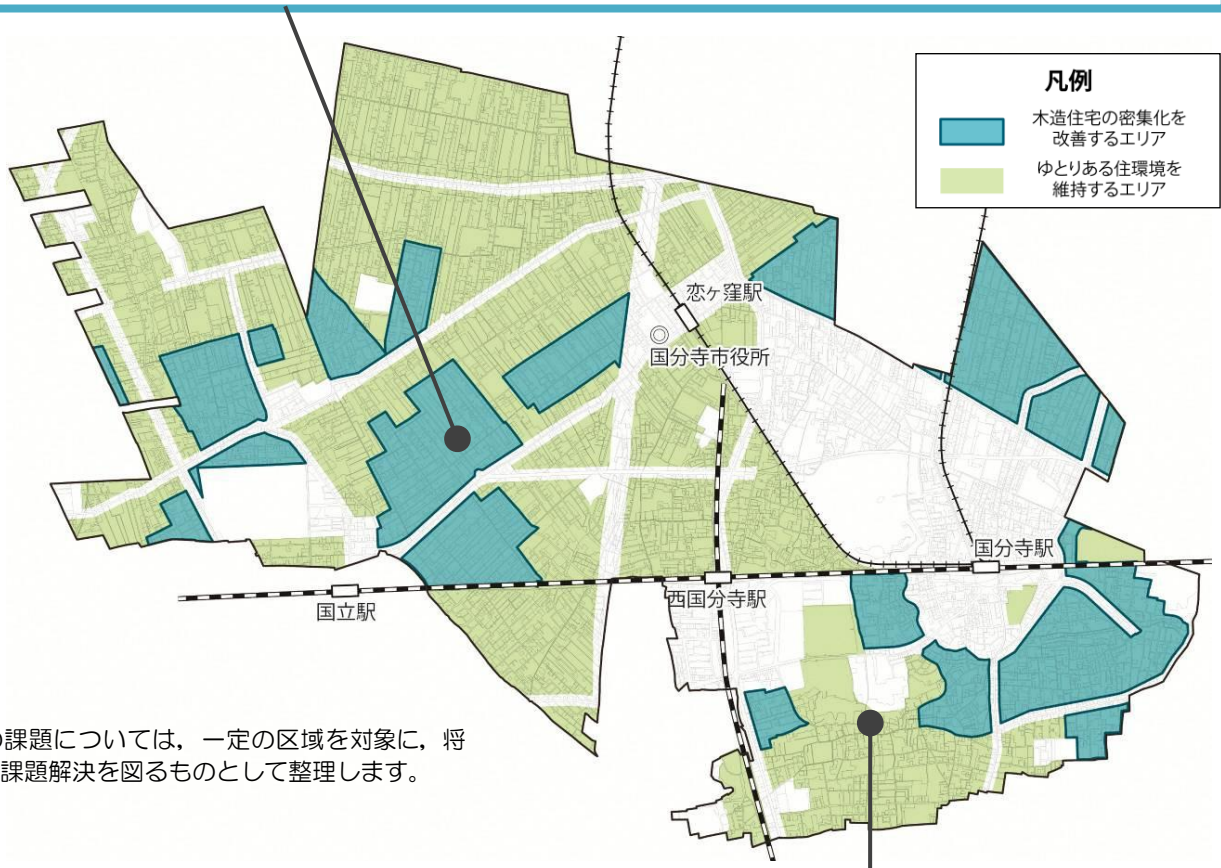 凡例
木造住宅の密集化を
改善するエリア
ゆとりある住環境を
維持するエリア
恋ヶ窪駅
国分寺市役所
国分寺駅
西国分寺駅
国立駅
課題については，一定の区域を対象に，将
課題解決を図るものとして整理します。